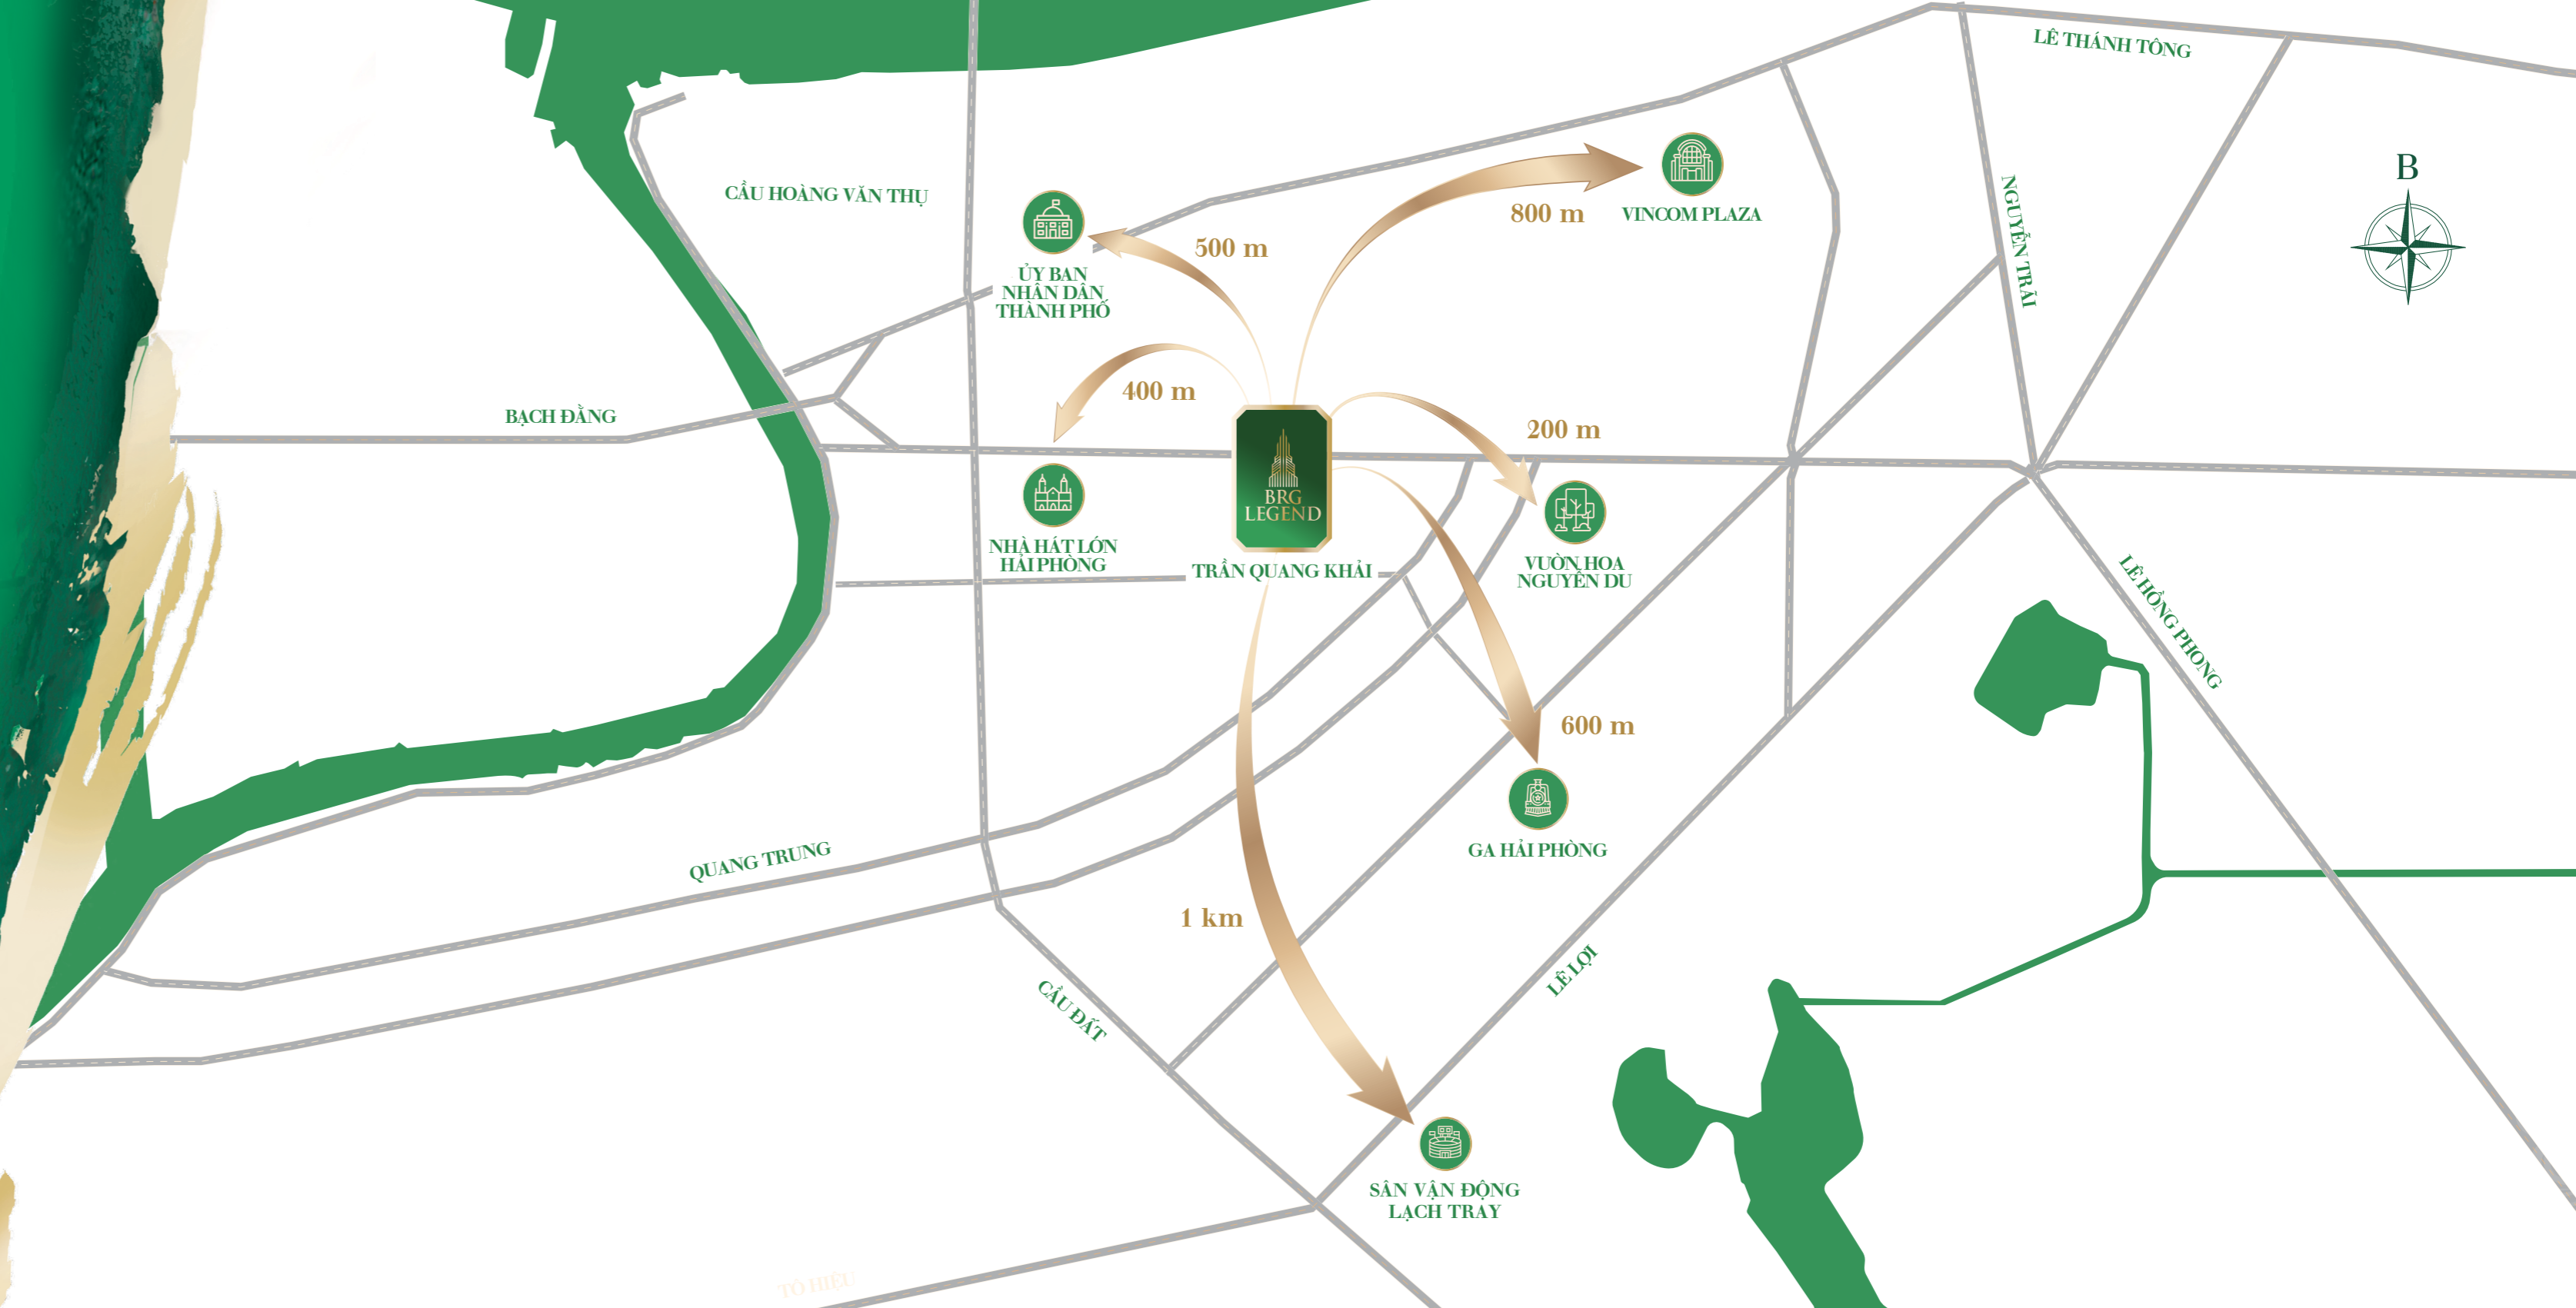 LÊ THÁNH TÔNG
B
CẦU HOÀNG VĂN THỤ
NGUYỄN TRÃI
VINCOM PLAZA
800 m
500 m
ỦY BAN
NHÂN DÂN
THÀNH PHỐ
400 m
BẠCH ĐẰNG
200 m
BRG
LEGEND
NHÀ HÁT LỚN
HẢI PHÒNG
TRẦN QUANG KHẢI
VƯỜN HOA
NGUYỄN DU
LÊ HỒNG PHONG
600 m
GA HẢI PHÒNG
QUANG TRUNG
1 km
LÊ LỢI
CẦU ĐẤT
SÂN VẬN ĐỘNG
LẠCH TRAY
TÔ HIỆU